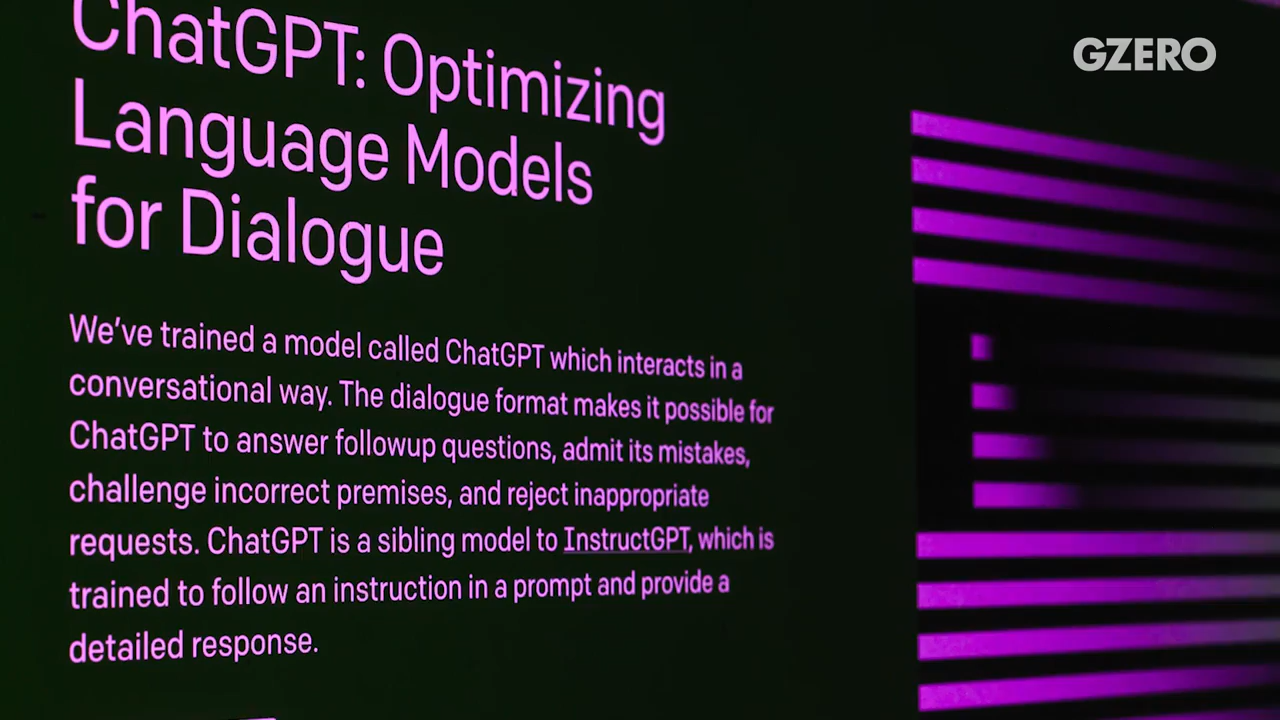 GZERO
ChatGPT: Optimizing
Language Models
for Dialogue
We've trained a model called ChatGPT which interacts in a
conversational way. The dialogue format makes it possible for
ChatGPT to answer followup questions, admit its mistakes,
challenge incorrect premises, and reject inappropriate
requests. ChatGPT is a sibling model to InstructGPT, which is
trained to follow an instruction in a prompt and provide a
detailed response.